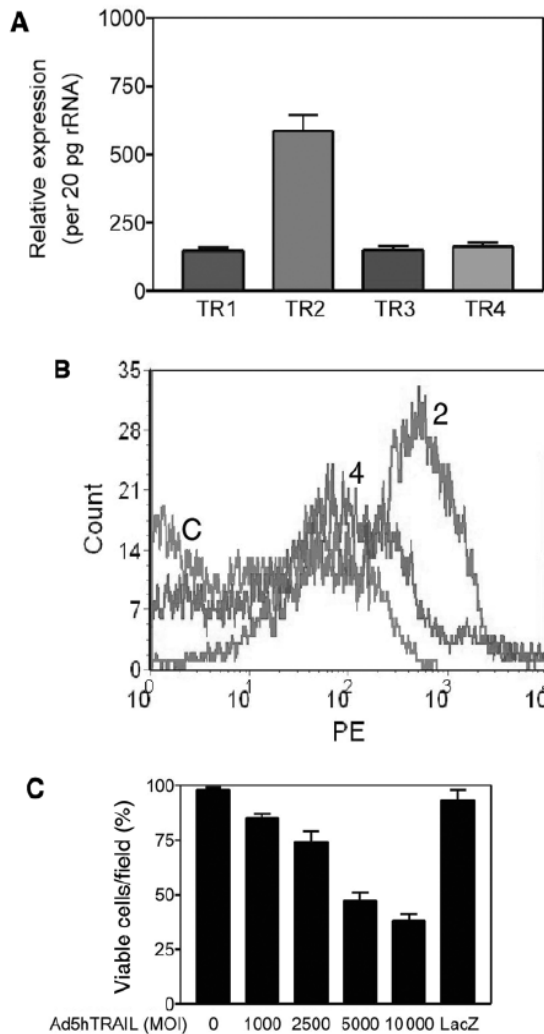 A
Relative expression
(per 20 pg rRNA)
1000
750
500
250
0
TR1 TR2 TR3 TR4
B
Count
35
28
21
14
7
0
C
4
2
10^0 10^1 10^2 10^3 10
PE
C
Viable cells/field (%)
100
75
50
25
0
Ad5hTRAIL (MOI) 0 1000 2500 5000 10 000 LacZ